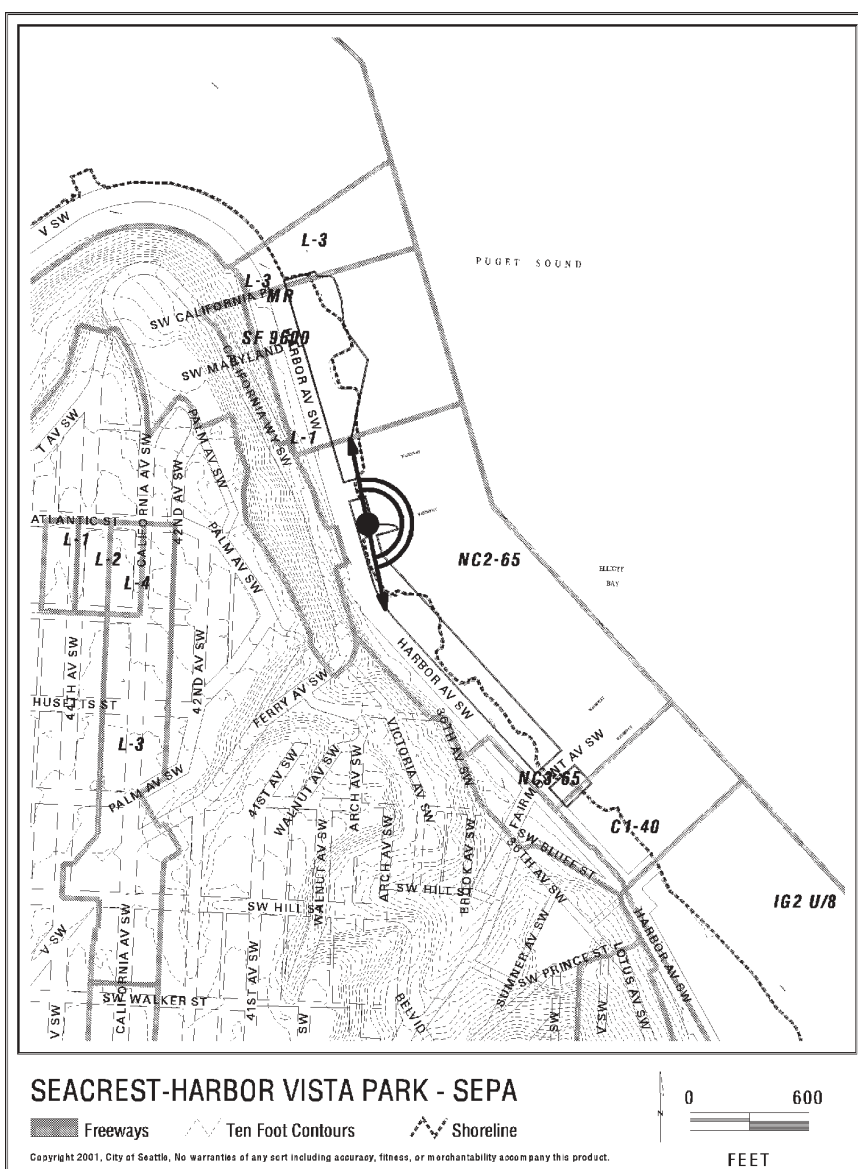 V SW
L-3
PUGET SOUND
L-3
MR
SW CALIFORNIA
SF 9600
SW MARYLAND
HARBOR AV SW
CALIFORNIA WY SW
L-1
T AV SW
CALIFORNIA AV SW
42ND AV SW
PALM AV SW
PALM AV SW
ATLANTIC ST
L-1
L-2
L-4
NC2-65
ELLIOTT
BAY
44TH AV SW
42ND AV SW
HUSETTS ST
L-3
FERRY AV SW
HARBOR AV SW
PALM AV SW
41ST AV SW
WALNUT AV SW
ARCH AV SW
VICTORIA AV SW
36TH AV SW
FAIRMOUNT AV SW
NC3-65
C1-40
SW BLUFF ST
36TH AV SW
IG2 U/8
WALNUT AV SW
ARCH AV SW
SW HILL S
BROOK AV SW
SW HILL S
V SW
CALIFORNIA AV SW
41ST AV SW
SUMNER AV SW
SW PRINCE ST
LOTUS AV SW
HARBOR AV SW
SW WALKER ST
V SW
SW
BELVID
SW
V SW
SEACREST-HARBOR VISTA PARK - SEPA
Freeways
Ten Foot Contours
Shoreline
N
0 600
FEET
Copyright 2001, City of Seattle, No warranties of any sort including accuracy, fitness, or merchantability accompany this product.